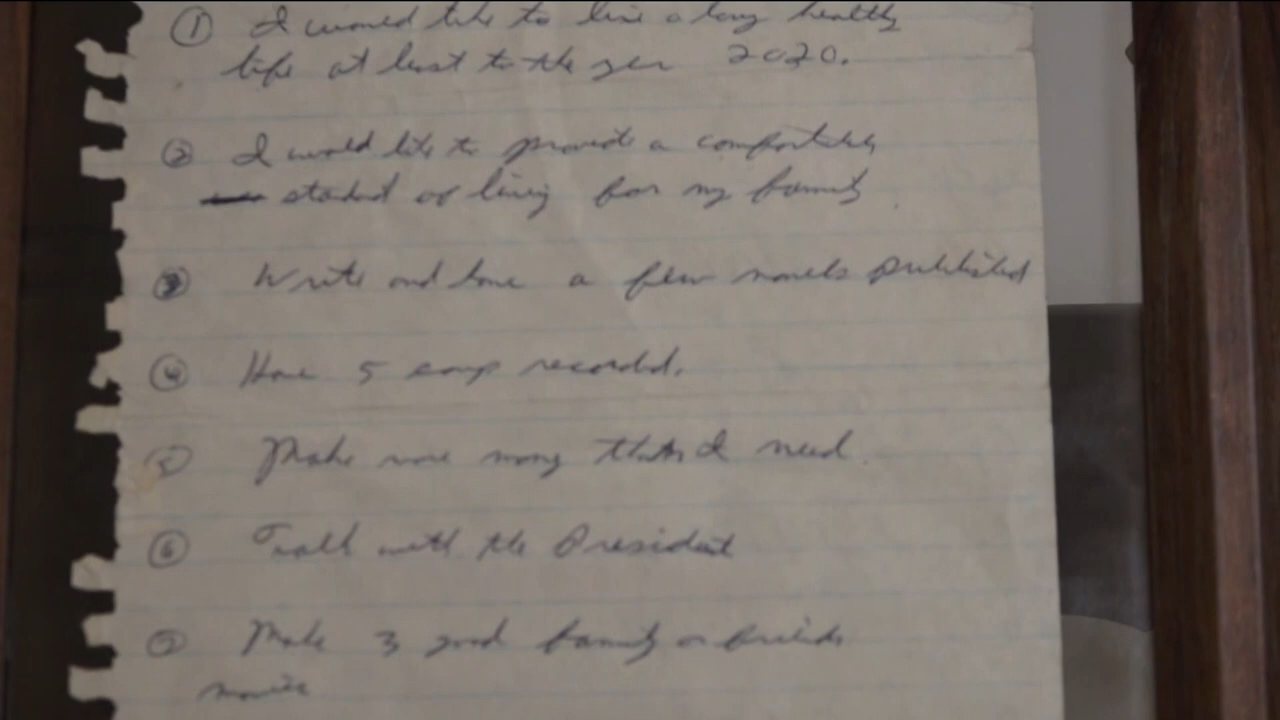 ① I would like to live a long healthy
life at least to the year 2020.
② I would like to provide a comfortable
standard of living for my family
③ Write and have a few novels published
④ Have 5 songs recorded.
⑤ Make more money than I need.
⑥ Talk with the President
⑦ Make 3 good family or
movies